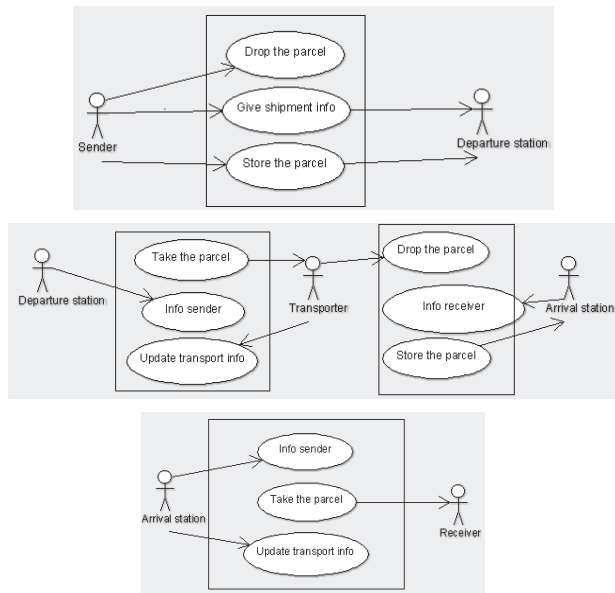 Drop the parcel
Give shipment info
Sender
Departure station
Store the parcel
Take the parcel
Drop the parcel
Departure station
Info sender
Transporter
Info receiver
Arrival station
Update transport info
Store the parcel
Info sender
Take the parcel
Arrival station
Receiver
Update transport info